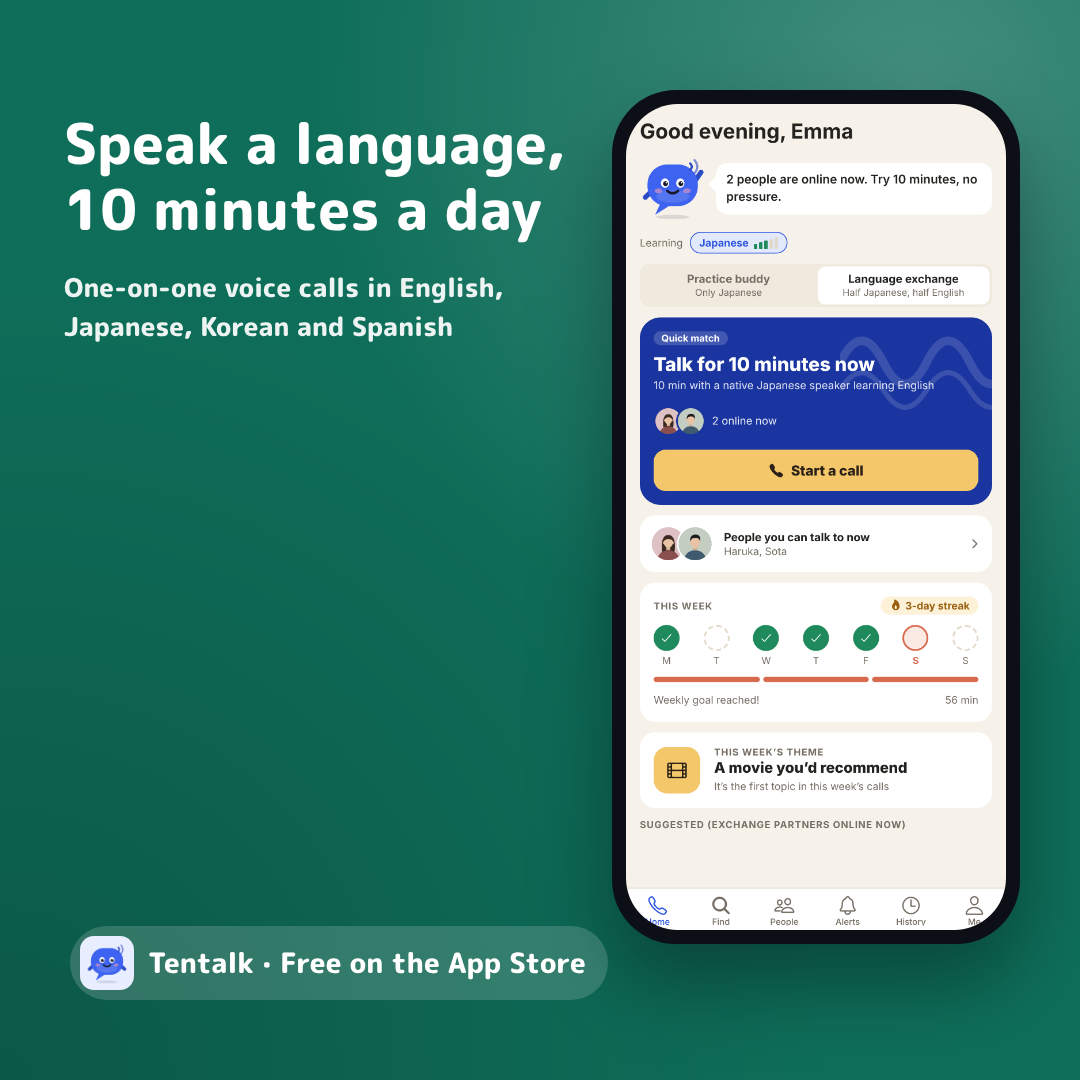 Speak a language,
10 minutes a day
One-on-one voice calls in English,
Japanese, Korean and Spanish
Good evening, Emma
2 people are online now. Try 10 minutes, no
pressure.
Learning
Japanese
Practice buddy
Only Japanese
Language exchange
Half Japanese, half English
Quick match
Talk for 10 minutes now
10 min with a native Japanese speaker learning English
2 online now
Start a call
People you can talk to now
Haruka, Sota
THIS WEEK
3-day streak
M T W T F S S
Weekly goal reached!
56 min
THIS WEEK'S THEME
A movie you'd recommend
It's the first topic in this week's calls
SUGGESTED (EXCHANGE PARTNERS ONLINE NOW)
Home Find People Alerts History Me
Tentalk · Free on the App Store